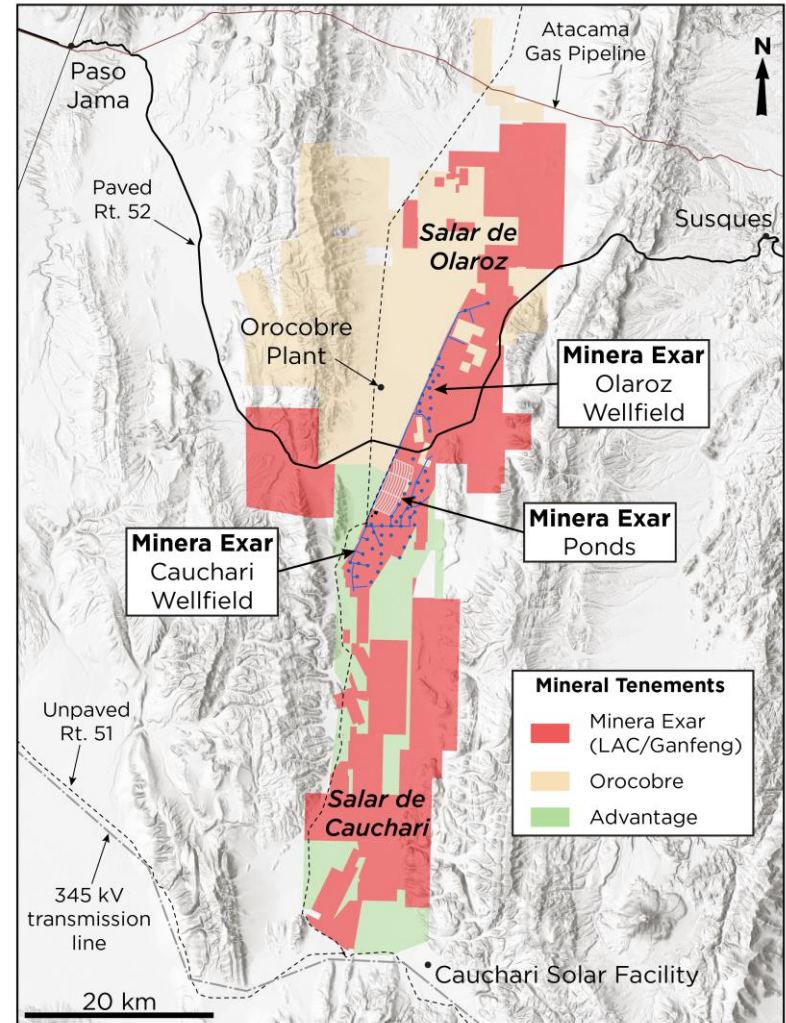 Atacama
Gas Pipeline
N
Paso
Jama
Paved
Rt. 52
Susques
Salar de
Olaroz
Orocobre
Plant
Minera Exar
Olaroz
Wellfield
Minera Exar
Ponds
Minera Exar
Cauchari
Wellfield
Mineral Tenements
Minera Exar
(LAC/Ganfeng)
Orocobre
Advantage
Unpaved
Rt. 51
Salar de
Cauchari
345 kV
transmission
line
Cauchari Solar Facility
20 km